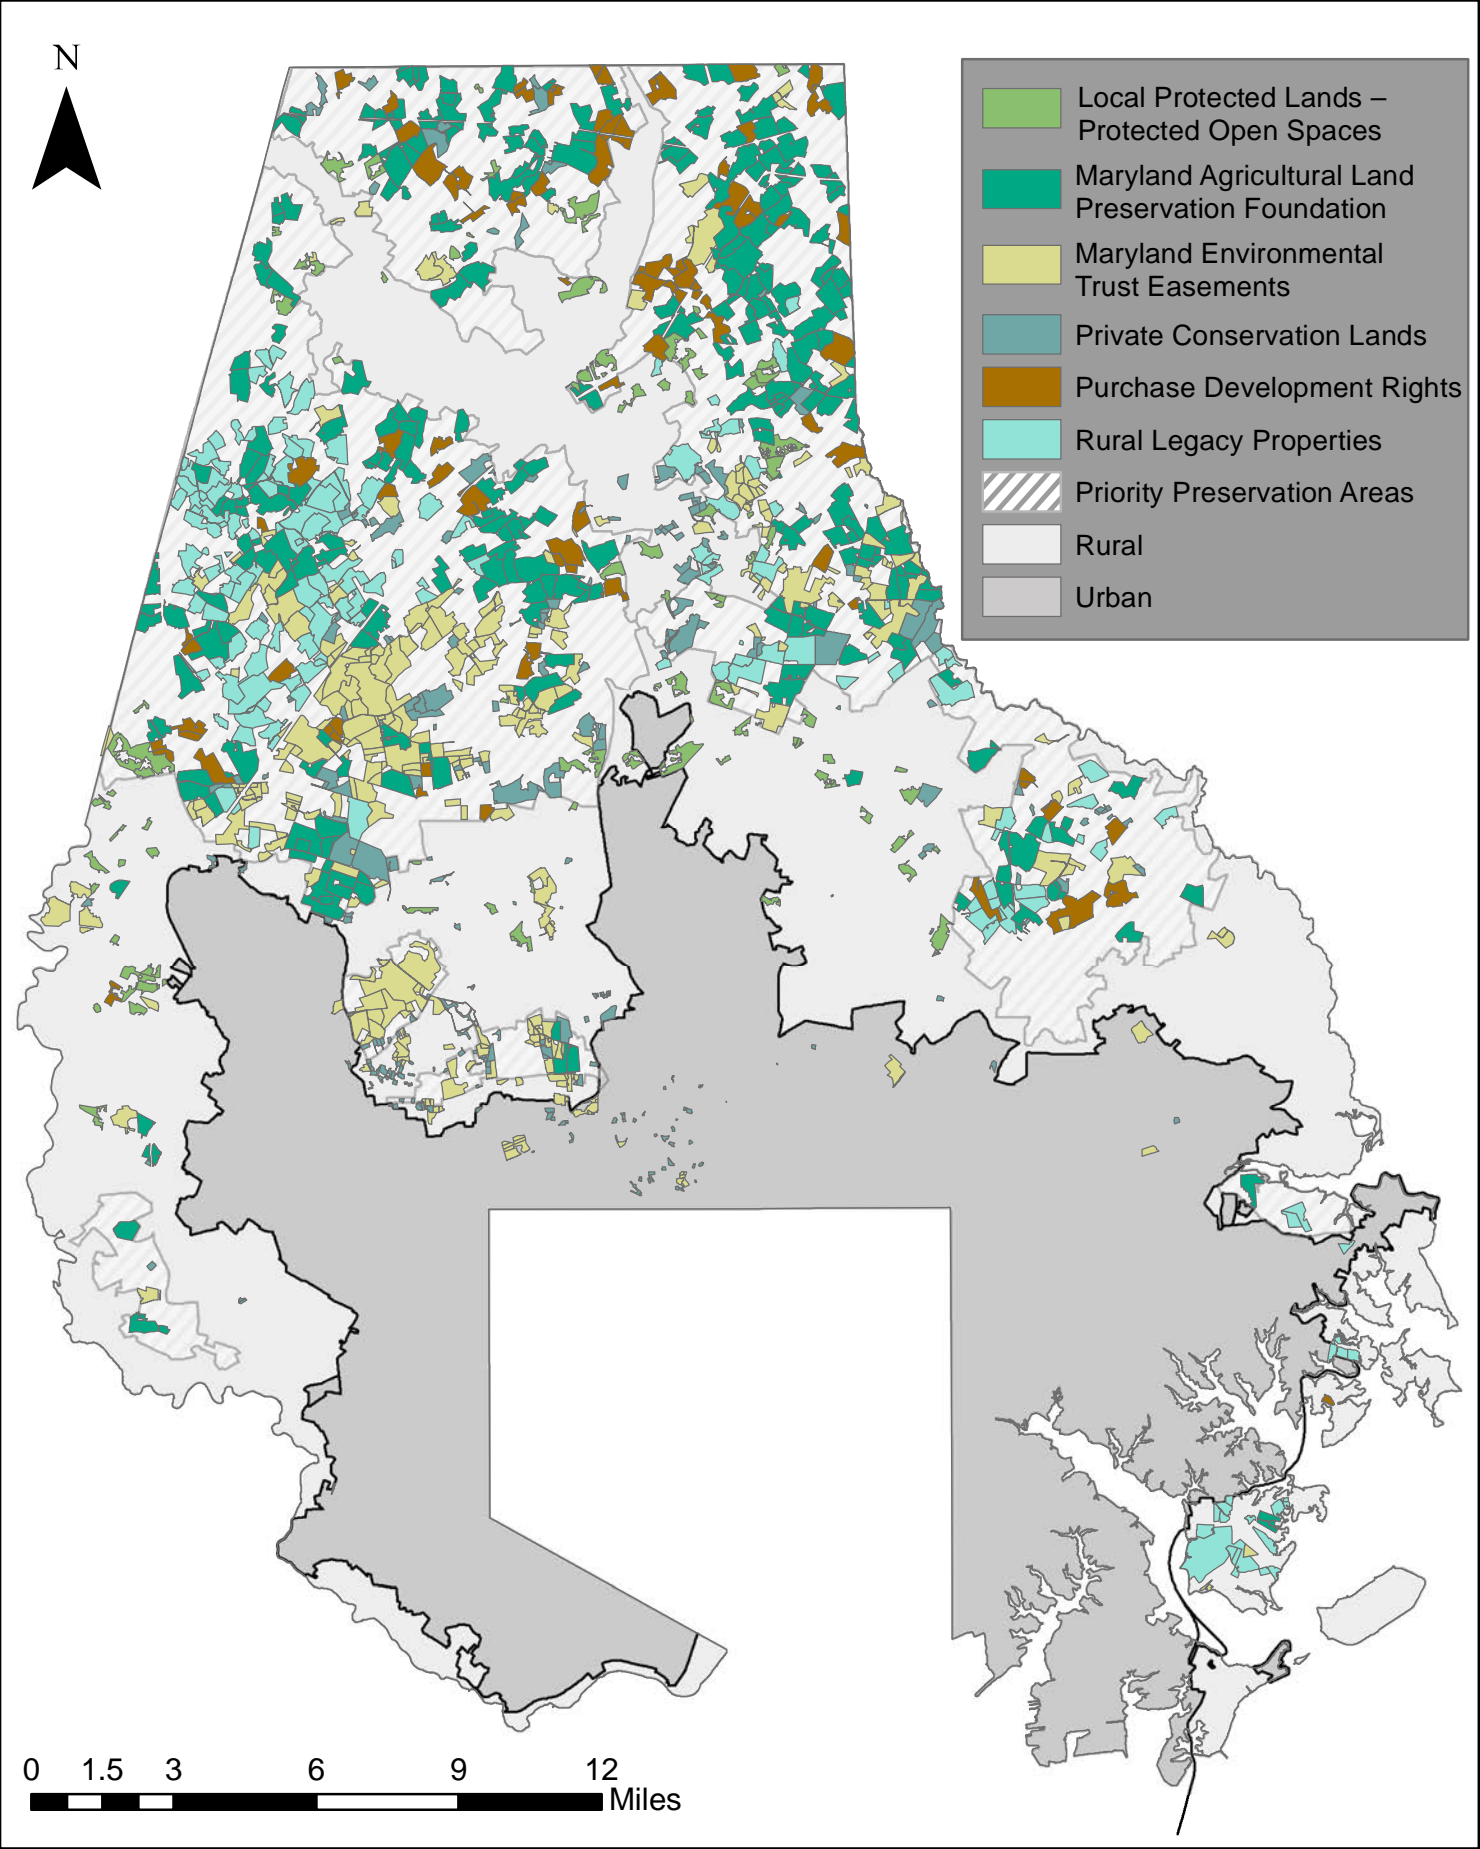 N
Local Protected Lands –
Protected Open Spaces
Maryland Agricultural Land
Preservation Foundation
Maryland Environmental
Trust Easements
Private Conservation Lands
Purchase Development Rights
Rural Legacy Properties
Priority Preservation Areas
Rural
Urban
0 1.5 3 6 9 12
Miles